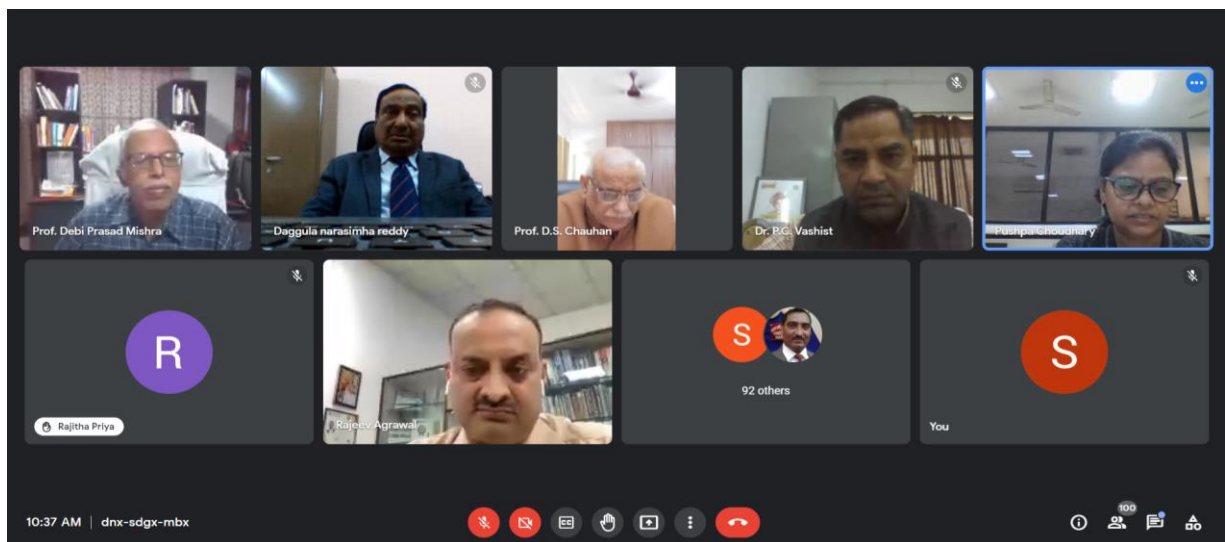 Prof. Debi Prasad Mishra
Daggula narasimha reddy
Prof. D.S. Chauhan
Dr. P.C. Vashist
Pushpa Choudhary
R
Rajitha Priya
Rajeev Agrawal
S
92 others
S
You
10:37 AM | dnx-sdgx-mbx
CC
100